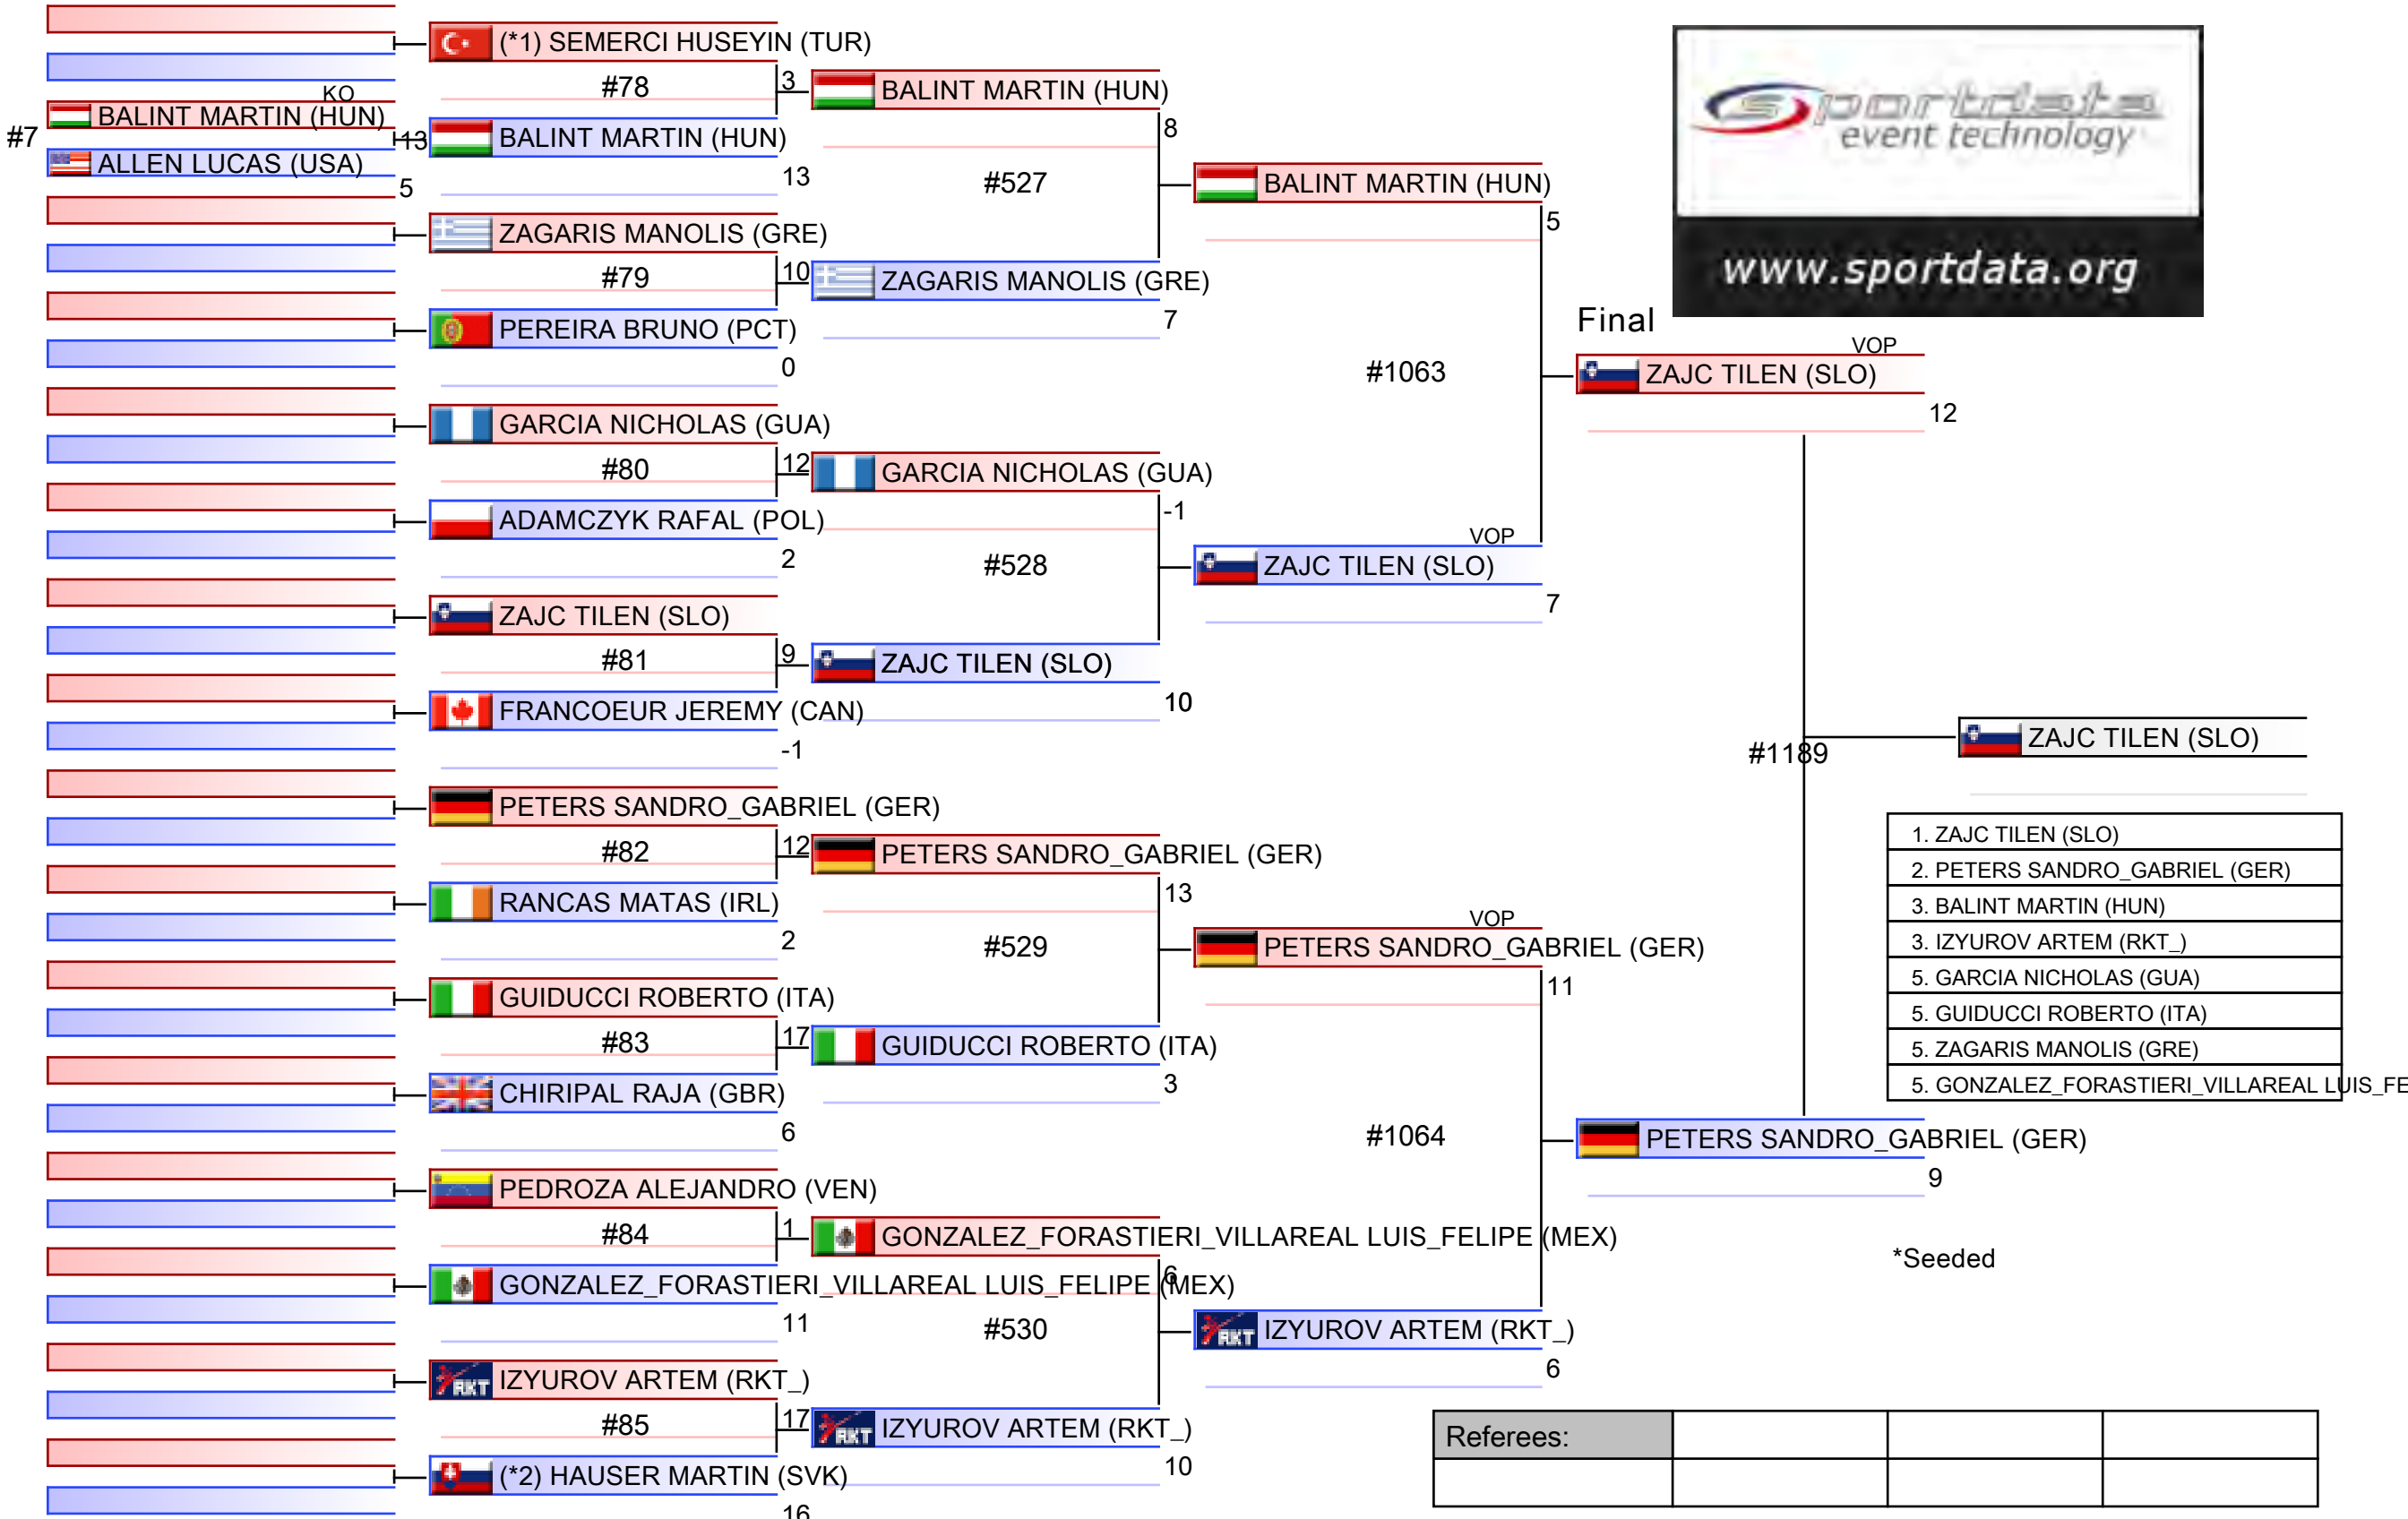 #7
KO
BALINT MARTIN (HUN)
13
ALLEN LUCAS (USA)
5
(*1) SEMERCI HUSEYIN (TUR)
#78
3
BALINT MARTIN (HUN)
13
ZAGARIS MANOLIS (GRE)
#79
10
PEREIRA BRUNO (PCT)
0
GARCIA NICHOLAS (GUA)
#80
12
ADAMCZYK RAFAL (POL)
2
ZAJC TILEN (SLO)
#81
9
FRANCOEUR JEREMY (CAN)
-1
PETERS SANDRO_GABRIEL (GER)
#82
12
RANCAS MATAS (IRL)
2
GUIDUCCI ROBERTO (ITA)
#83
17
CHIRIPAL RAJA (GBR)
6
PEDROZA ALEJANDRO (VEN)
#84
1
GONZALEZ_FORASTIERI_VILLAREAL LUIS_FELIPE (MEX)
11
IZYUROV ARTEM (RKT_)
#85
17
(*2) HAUSER MARTIN (SVK)
16
BALINT MARTIN (HUN)
8
#527
ZAGARIS MANOLIS (GRE)
7
GARCIA NICHOLAS (GUA)
-1
#528
ZAJC TILEN (SLO)
10
PETERS SANDRO_GABRIEL (GER)
13
#529
GUIDUCCI ROBERTO (ITA)
3
GONZALEZ_FORASTIERI_VILLAREAL LUIS_FELIPE (MEX)
6
#530
RKT IZYUROV ARTEM (RKT_)
10
BALINT MARTIN (HUN)
5
#1063
VOP
ZAJC TILEN (SLO)
7
VOP
PETERS SANDRO_GABRIEL (GER)
11
#1064
RKT IZYUROV ARTEM (RKT_)
6
sportdata
event technology
www.sportdata.org
Final
VOP
ZAJC TILEN (SLO)
12
#1189
PETERS SANDRO_GABRIEL (GER)
9
ZAJC TILEN (SLO)
1. ZAJC TILEN (SLO)
2. PETERS SANDRO_GABRIEL (GER)
3. BALINT MARTIN (HUN)
3. IZYUROV ARTEM (RKT_)
5. GARCIA NICHOLAS (GUA)
5. GUIDUCCI ROBERTO (ITA)
5. ZAGARIS MANOLIS (GRE)
5. GONZALEZ_FORASTIERI_VILLAREAL LUIS_FE
*Seeded
Referees: